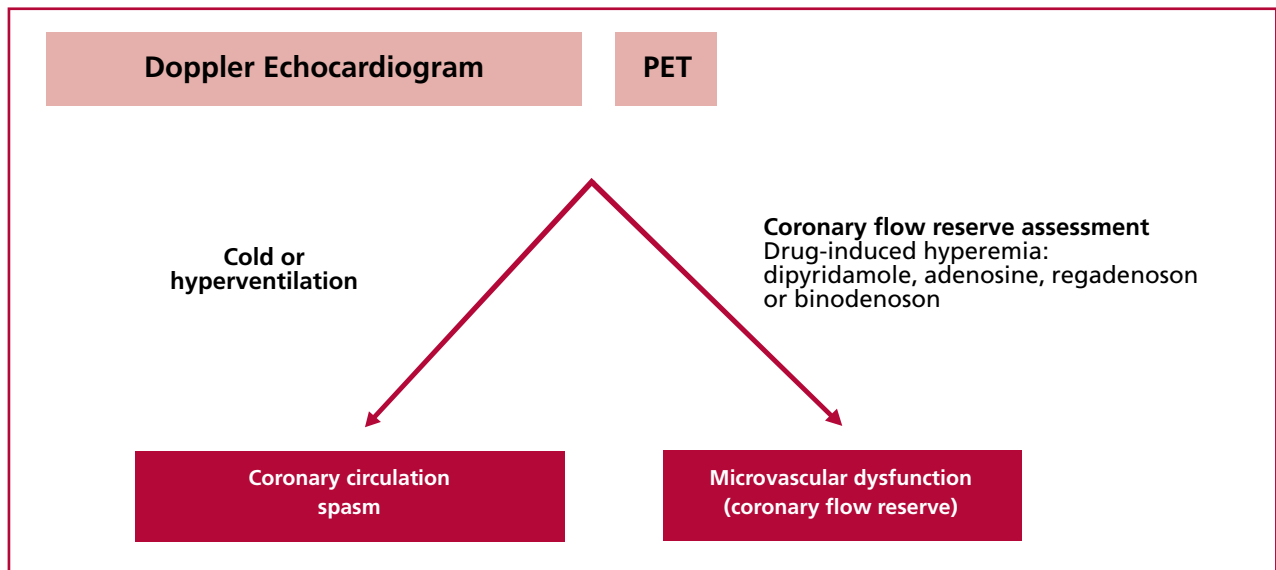 Doppler Echocardiogram
PET
Cold or
hyperventilation
Coronary flow reserve assessment
Drug-induced hyperemia:
dipyridamole, adenosine, regadenoson
or binodenoson
Coronary circulation
spasm
Microvascular dysfunction
(coronary flow reserve)